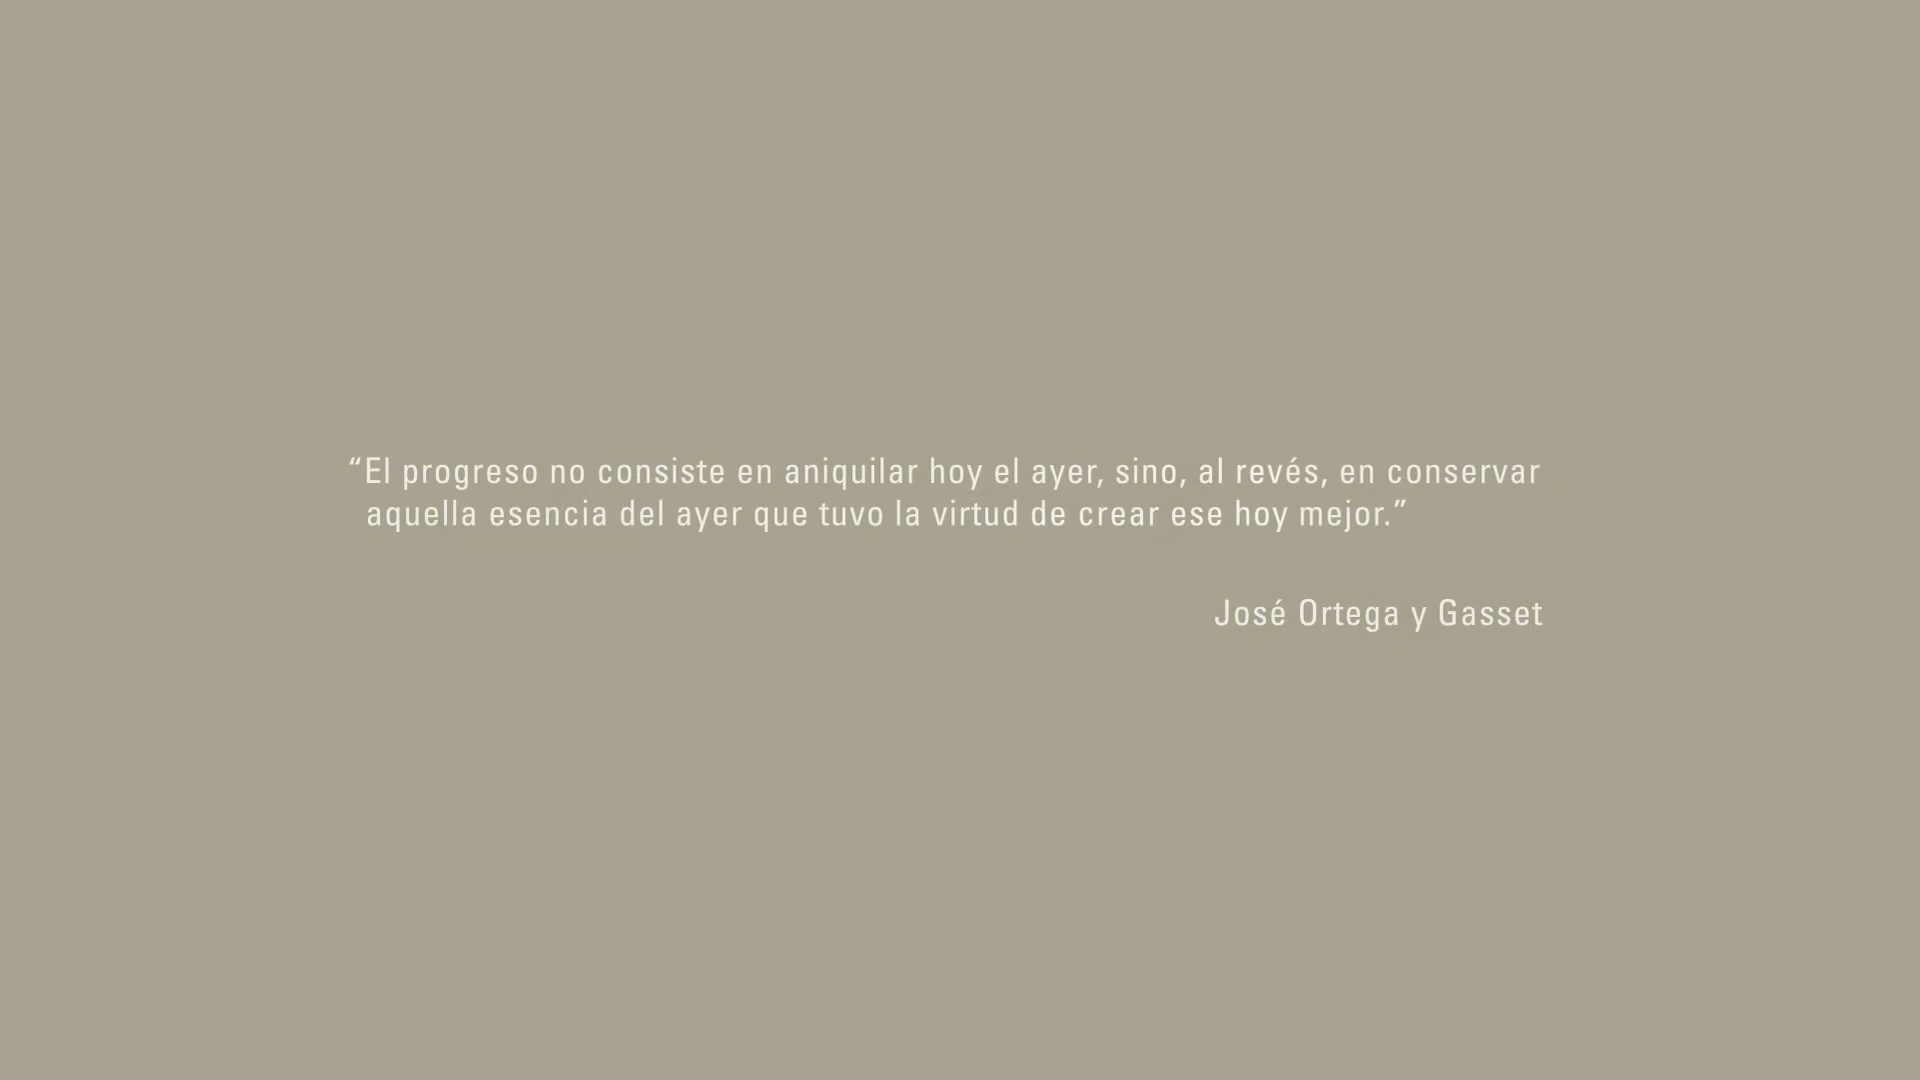 “El progreso no consiste en aniquilar hoy el ayer, sino, al revés, en conservar
aquella esencia del ayer que tuvo la virtud de crear ese hoy mejor.”
José Ortega y Gasset